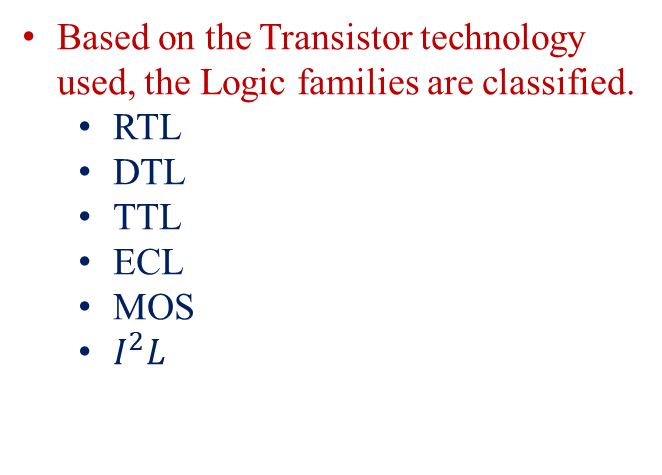 • Based on the Transistor technology
used, the Logic families are classified.
• RTL
• DTL
• TTL
• ECL
• MOS
• I²L